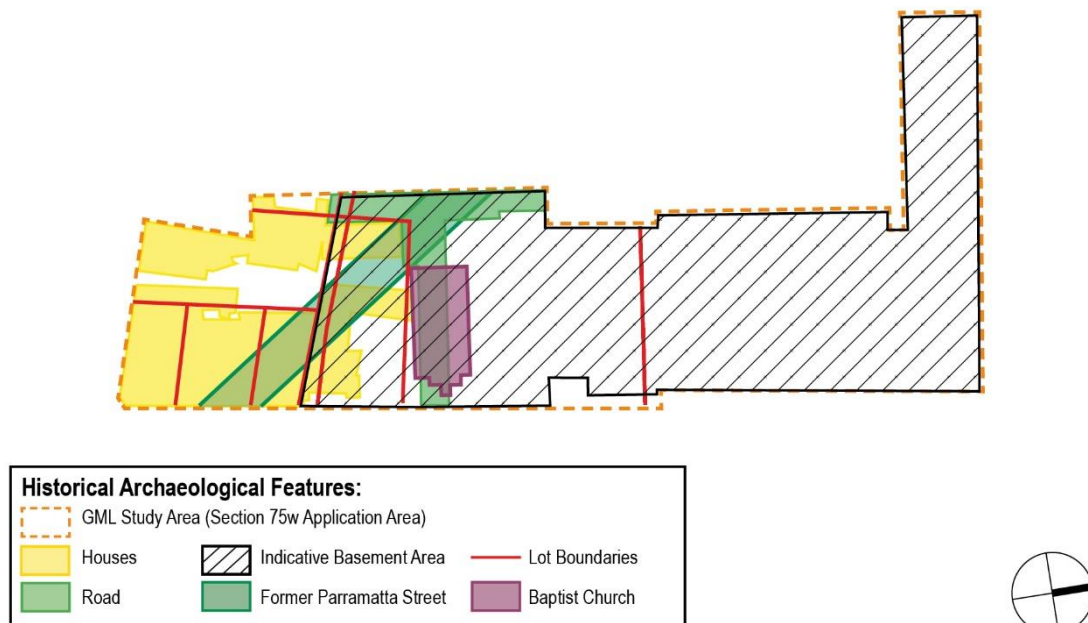 Historical Archaeological Features:
GML Study Area (Section 75w Application Area)
Houses
Indicative Basement Area
Lot Boundaries
Road
Former Parramatta Street
Baptist Church